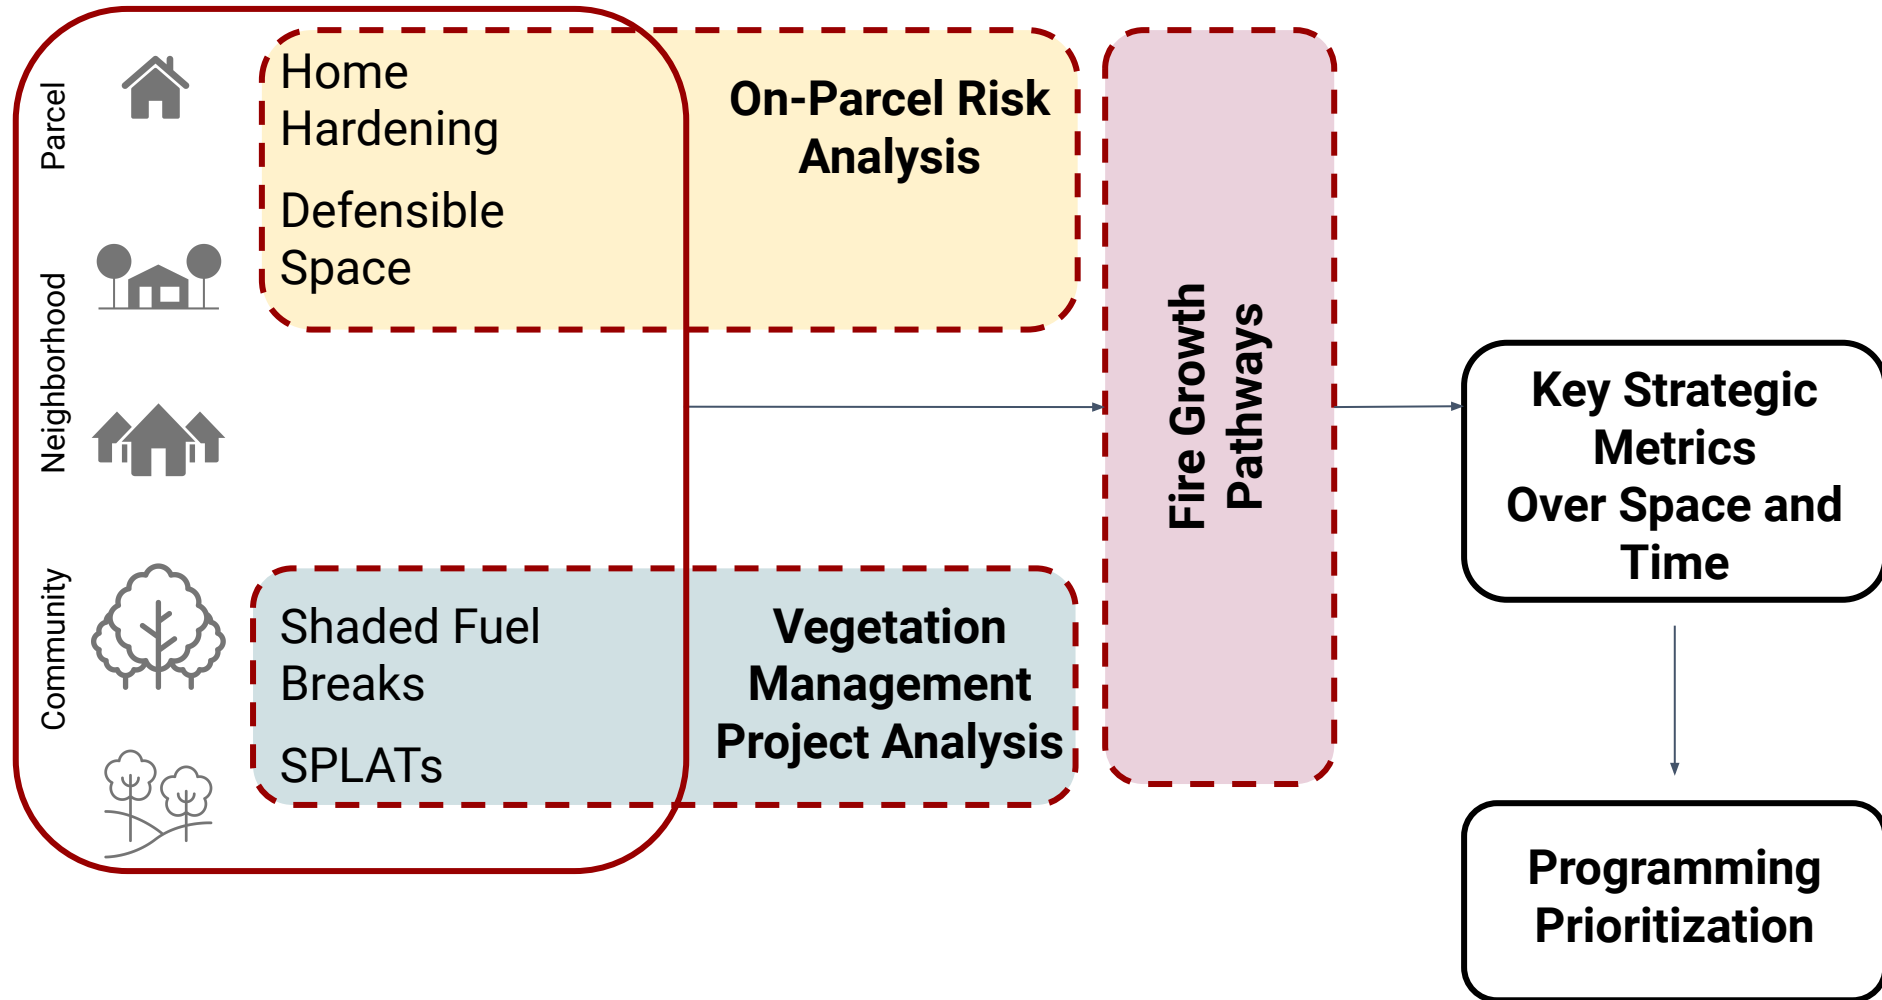 Parcel
Neighborhood
Community
Home
Hardening
Defensible
Space
On-Parcel Risk
Analysis
Shaded Fuel
Breaks
SPLATs
Vegetation
Management
Project Analysis
Fire Growth
Pathways
Key Strategic
Metrics
Over Space and
Time
Programming
Prioritization